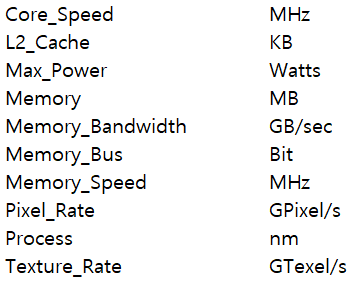 Core_Speed MHz
L2_Cache KB
Max_Power Watts
Memory MB
Memory_Bandwidth GB/sec
Memory_Bus Bit
Memory_Speed MHz
Pixel_Rate GPixel/s
Process nm
Texture_Rate GTexel/s